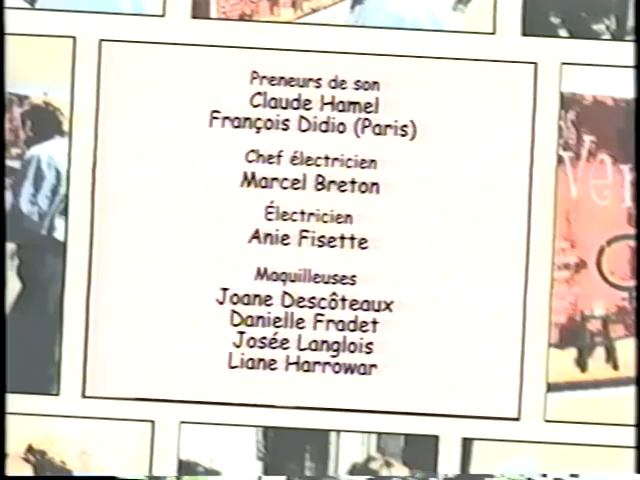 Preneurs de son
Claude Hamel
François Didio (Paris)
Chef électricien
Marcel Breton
Électricien
Anie Fisette
Maquilleuses
Joane Descôteaux
Danielle Fradet
Josée Langlois
Liane Harrowar
Ver